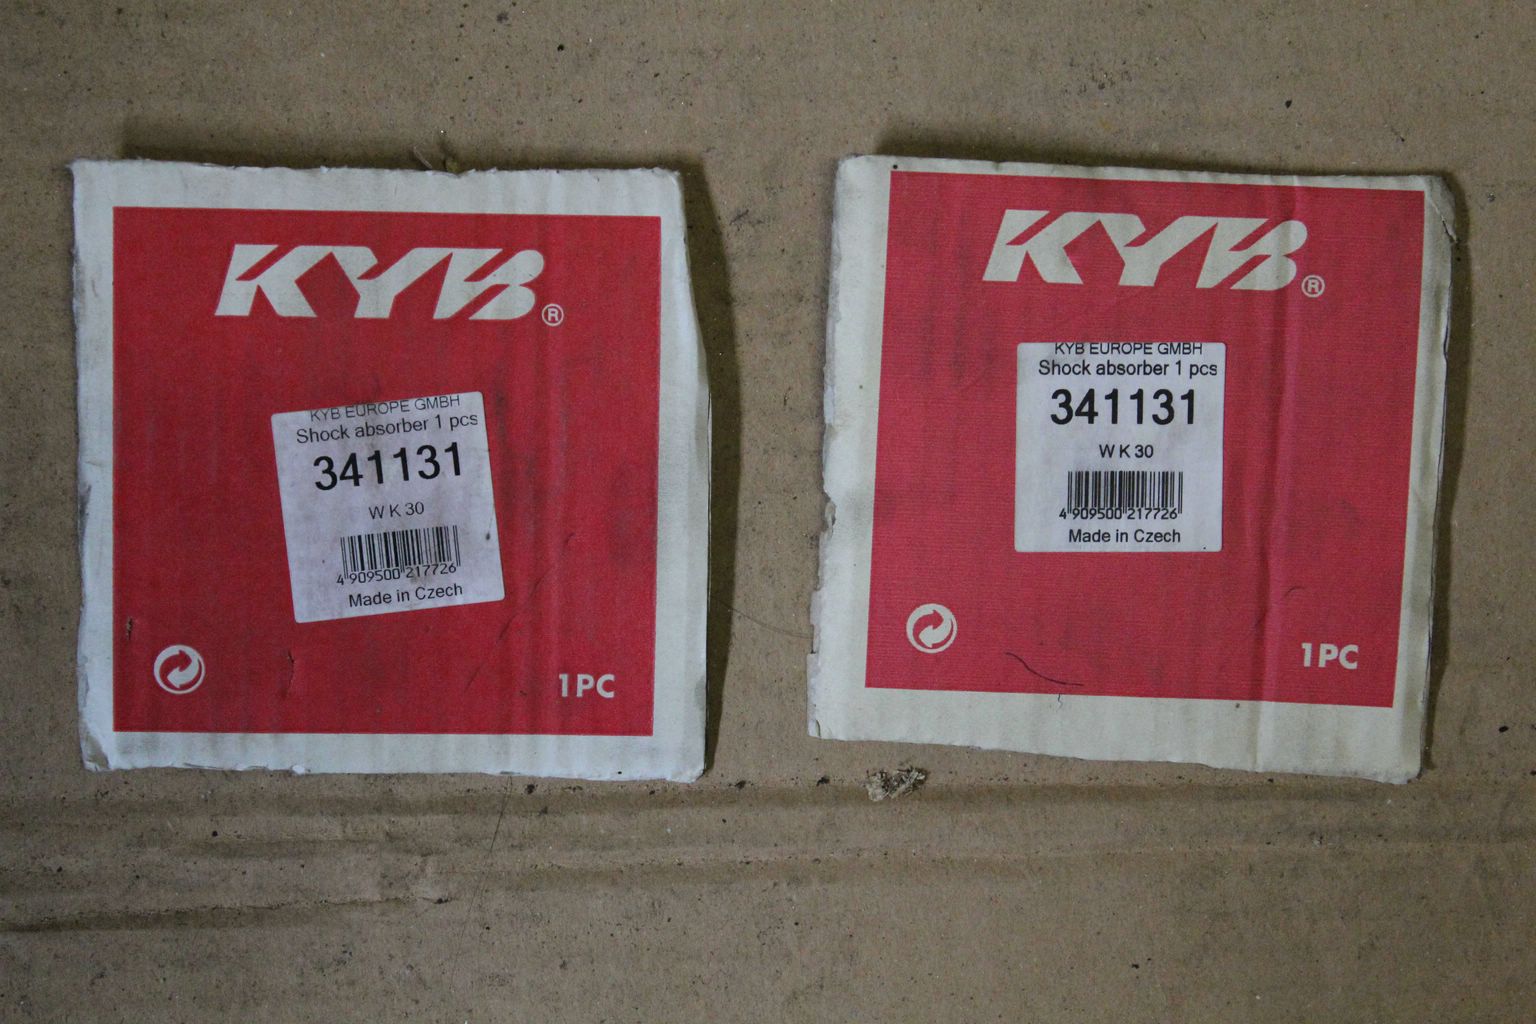 KYB®
KYB EUROPE GMBH
Shock absorber 1 pcs
341131
W K 30
4 909500 217726
Made in Czech
1PC
KYB®
KYB EUROPE GMBH
Shock absorber 1 pcs
341131
W K 30
4 909500 217726
Made in Czech
1PC